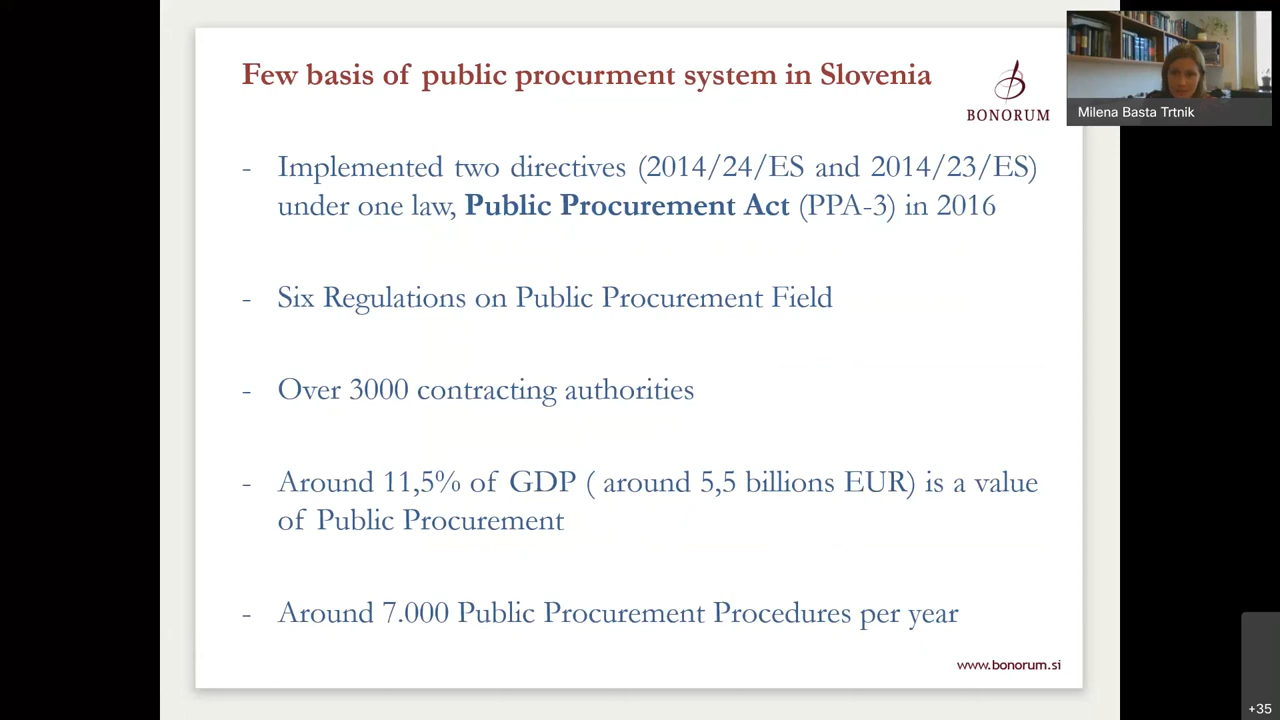 Few basis of public procurment system in Slovenia
BONORUM
Milena Basta Trtnik
- Implemented two directives (2014/24/ES and 2014/23/ES)
under one law, Public Procurement Act (PPA-3) in 2016
- Six Regulations on Public Procurement Field
- Over 3000 contracting authorities
- Around 11,5% of GDP ( around 5,5 billions EUR) is a value
of Public Procurement
- Around 7.000 Public Procurement Procedures per year
www.bonorum.si
+35